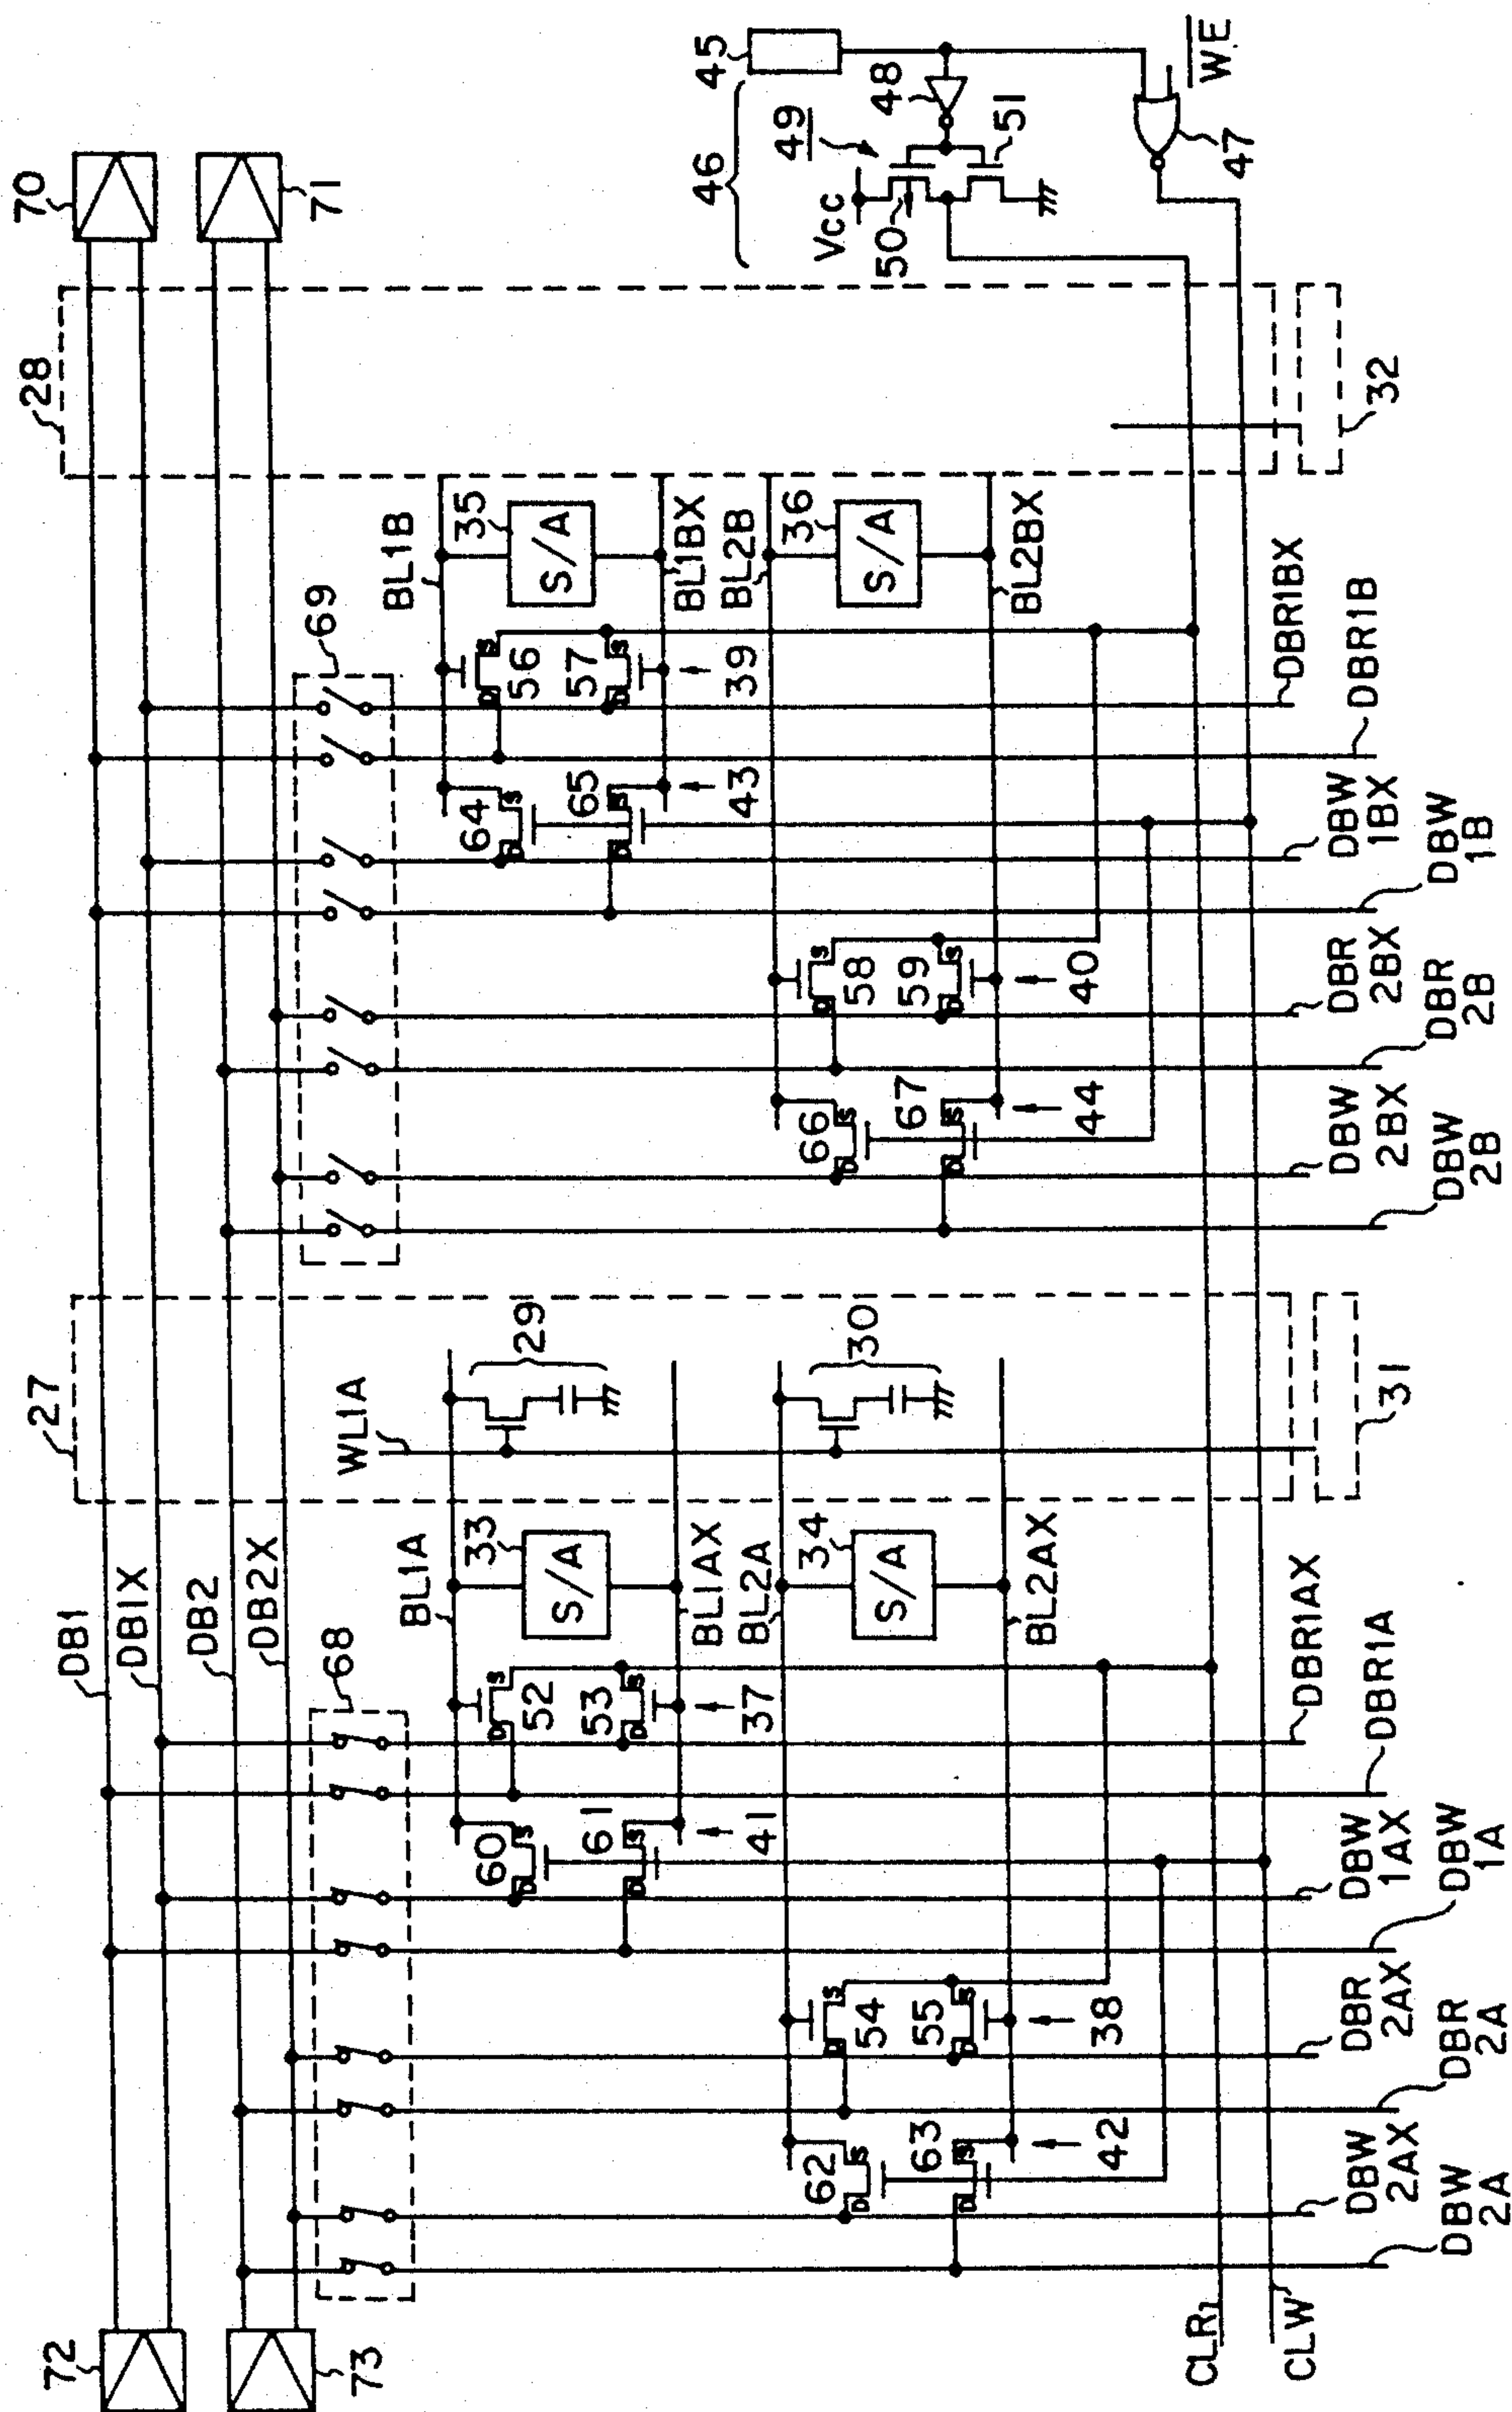 70
71
72
73
28
27
DB1
DB1X
DB2
DB2X
69
68
45
46
48
49
Vcc
50
51
WE
47
32
31
BL1B
35
S/A
BL1BX
BL2B
36
S/A
BL2BX
S
D
56
57
S
D
39
64
S
D
65
S
D
43
58
S
D
59
S
D
40
66
S
D
67
S
D
44
DBR1BX
DBR1B
DBW
1BX
DBW
1B
DBR
2BX
DBR
2B
DBW
2BX
DBW
2B
WL1A
29
30
BL1A
33
S/A
BL1AX
BL2A
34
S/A
BL2AX
52
S
D
53
S
D
37
60
S
D
61
S
D
41
54
S
D
55
S
D
38
62
S
D
63
S
D
42
DBR1AX
DBR1A
DBW
1AX
DBW
1A
DBR
2AX
DBR
2A
DBW
2AX
DBW
2A
CLR
CLW